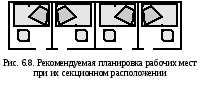 Рис. 6.8. Рекомендуемая планировка рабочих мест
при их секционном расположении